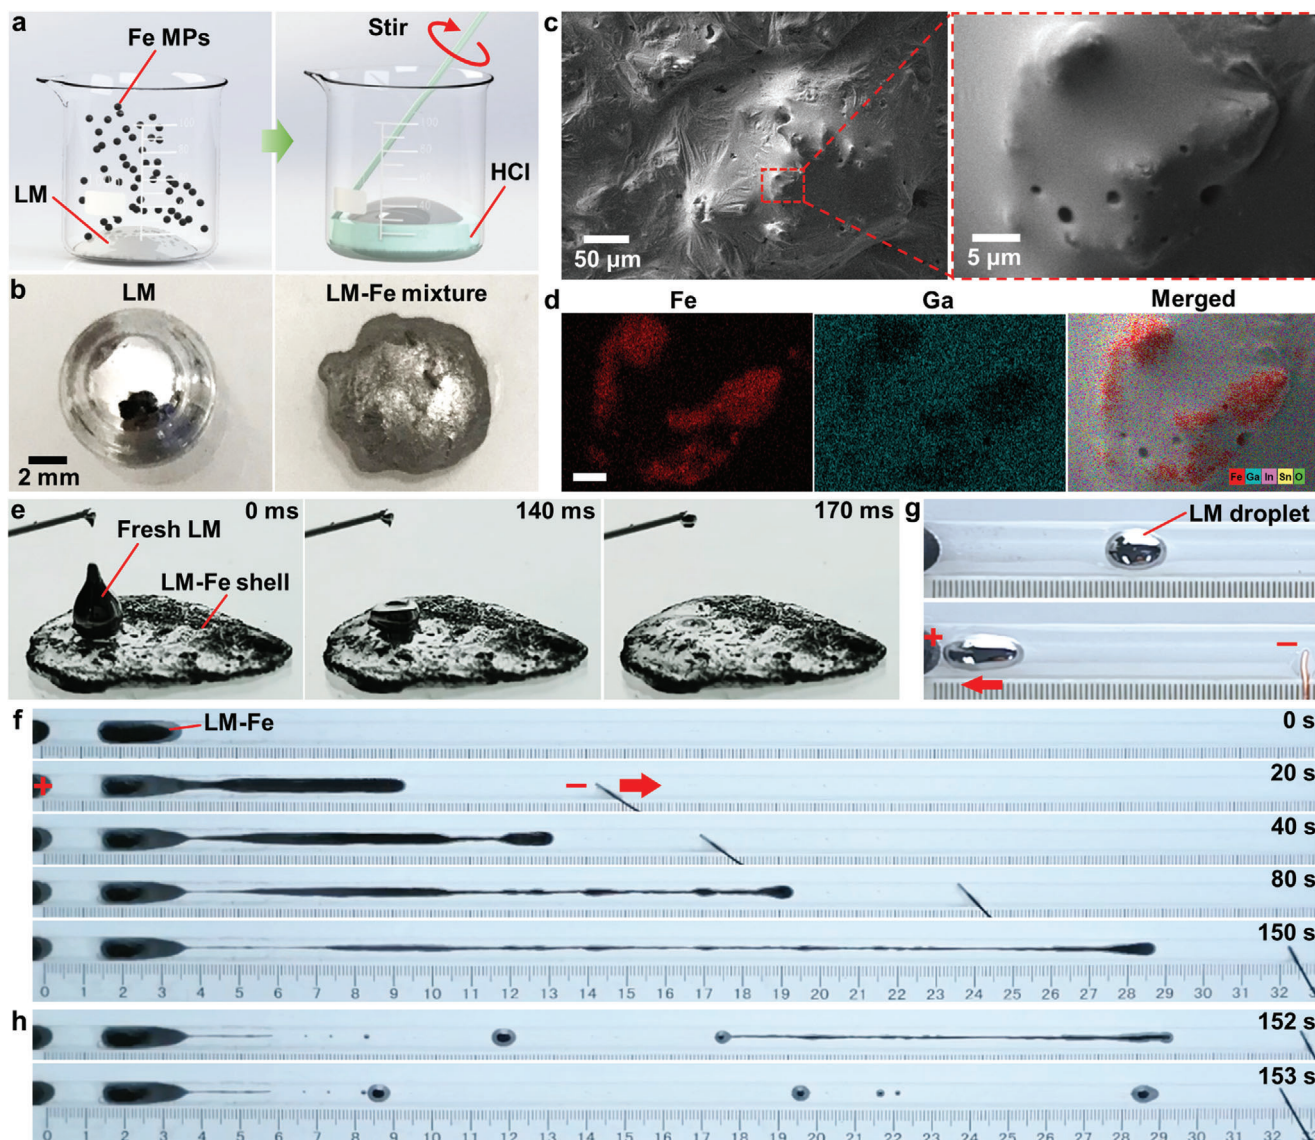 a
Fe MPs
LM
Stir
HCl
c
50 µm
5 µm
b
LM
LM-Fe mixture
2 mm
d
Fe
Ga
Merged
Fe Ga In Sn O
e
0 ms
140 ms
170 ms
Fresh LM
LM-Fe shell
g
LM droplet
+
−
f
LM-Fe
0 s
+
−
20 s
40 s
80 s
150 s
0 1 2 3 4 5 6 7 8 9 10 11 12 13 14 15 16 17 18 19 20 21 22 23 24 25 26 27 28 29 30 31 32
h
152 s
153 s
0 1 2 3 4 5 6 7 8 9 10 11 12 13 14 15 16 17 18 19 20 21 22 23 24 25 26 27 28 29 30 31 32